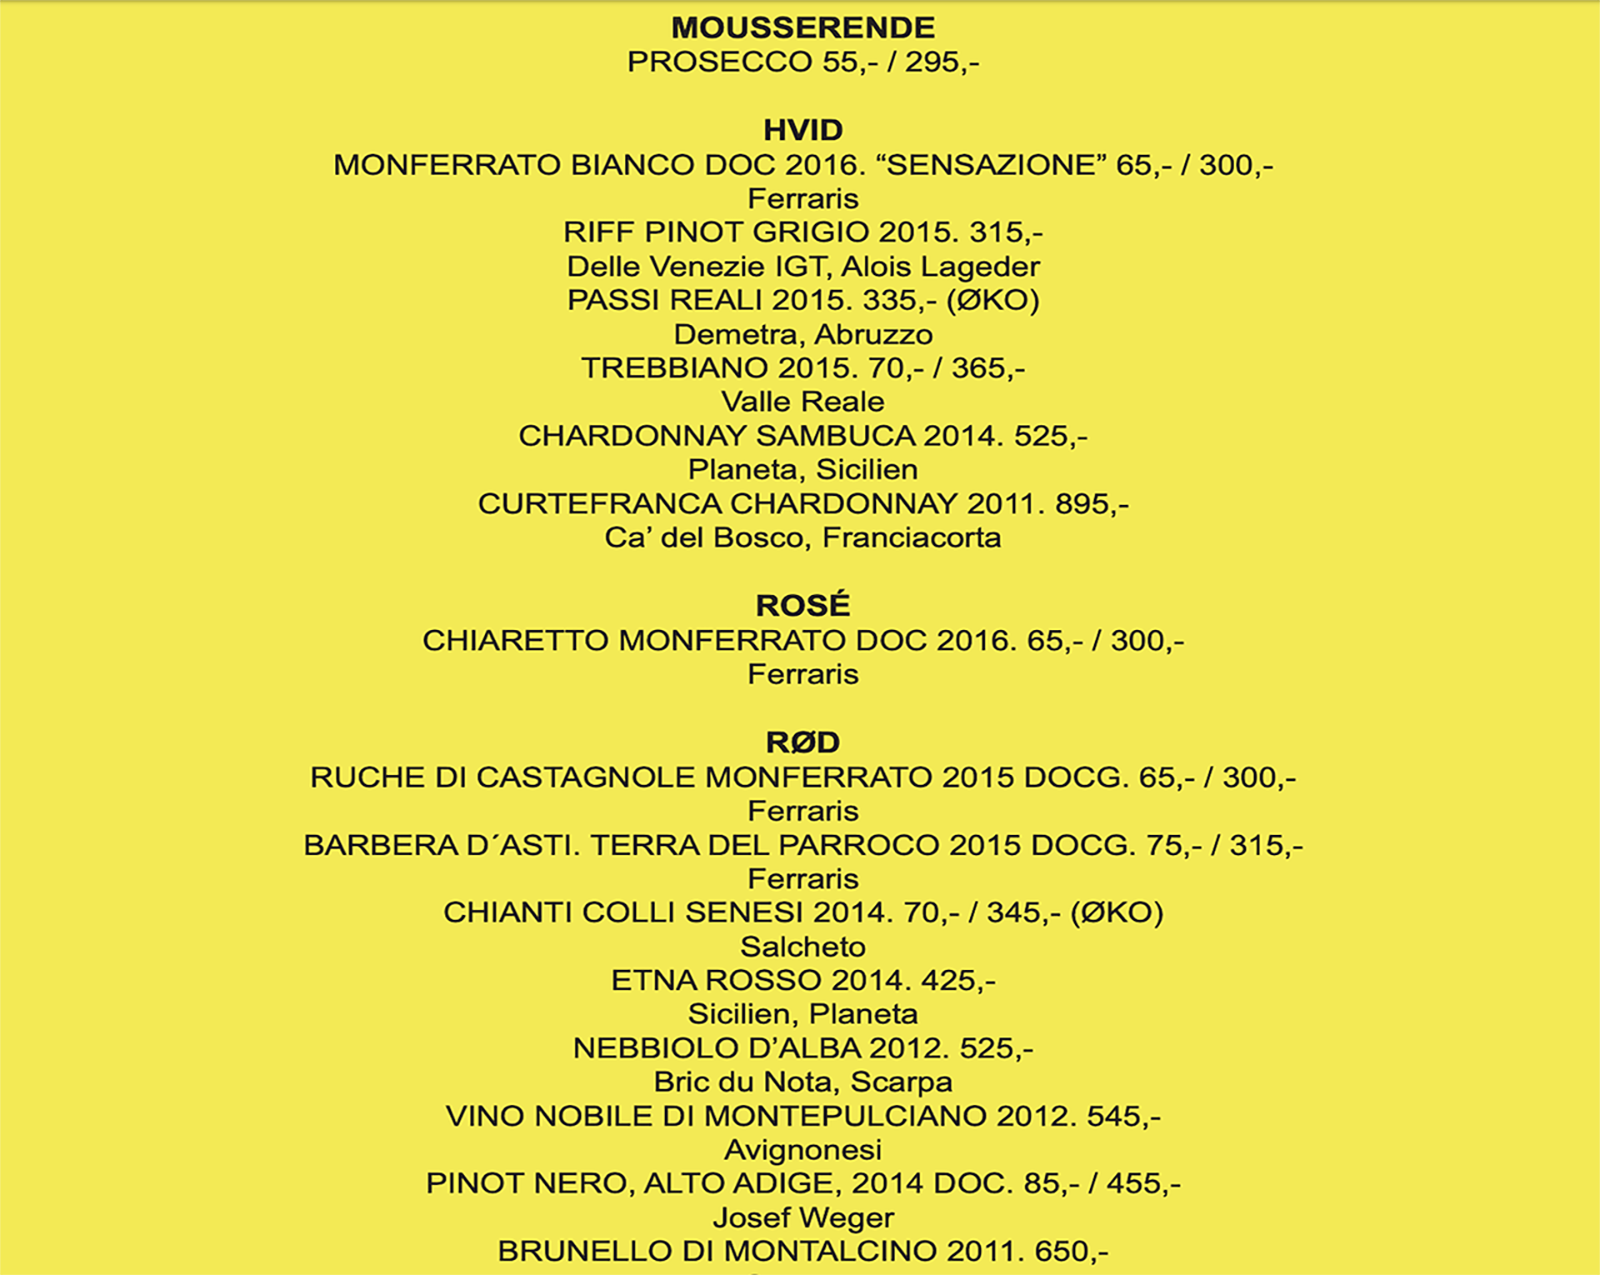 MOUSSERENDE
PROSECCO 55,- / 295,-
HVID
MONFERRATO BIANCO DOC 2016. “SENSAZIONE” 65,- / 300,-
Ferraris
RIFF PINOT GRIGIO 2015. 315,-
Delle Venezie IGT, Alois Lageder
PASSI REALI 2015. 335,- (ØKO)
Demetra, Abruzzo
TREBBIANO 2015. 70,- / 365,-
Valle Reale
CHARDONNAY SAMBUCA 2014. 525,-
Planeta, Sicilien
CURTEFRANCA CHARDONNAY 2011. 895,-
Ca’ del Bosco, Franciacorta
ROSÉ
CHIARETTO MONFERRATO DOC 2016. 65,- / 300,-
Ferraris
RØD
RUCHE DI CASTAGNOLE MONFERRATO 2015 DOCG. 65,- / 300,-
Ferraris
BARBERA D´ASTI. TERRA DEL PARROCO 2015 DOCG. 75,- / 315,-
Ferraris
CHIANTI COLLI SENESI 2014. 70,- / 345,- (ØKO)
Salcheto
ETNA ROSSO 2014. 425,-
Sicilien, Planeta
NEBBIOLO D’ALBA 2012. 525,-
Bric du Nota, Scarpa
VINO NOBILE DI MONTEPULCIANO 2012. 545,-
Avignonesi
PINOT NERO, ALTO ADIGE, 2014 DOC. 85,- / 455,-
Josef Weger
BRUNELLO DI MONTALCINO 2011. 650,-